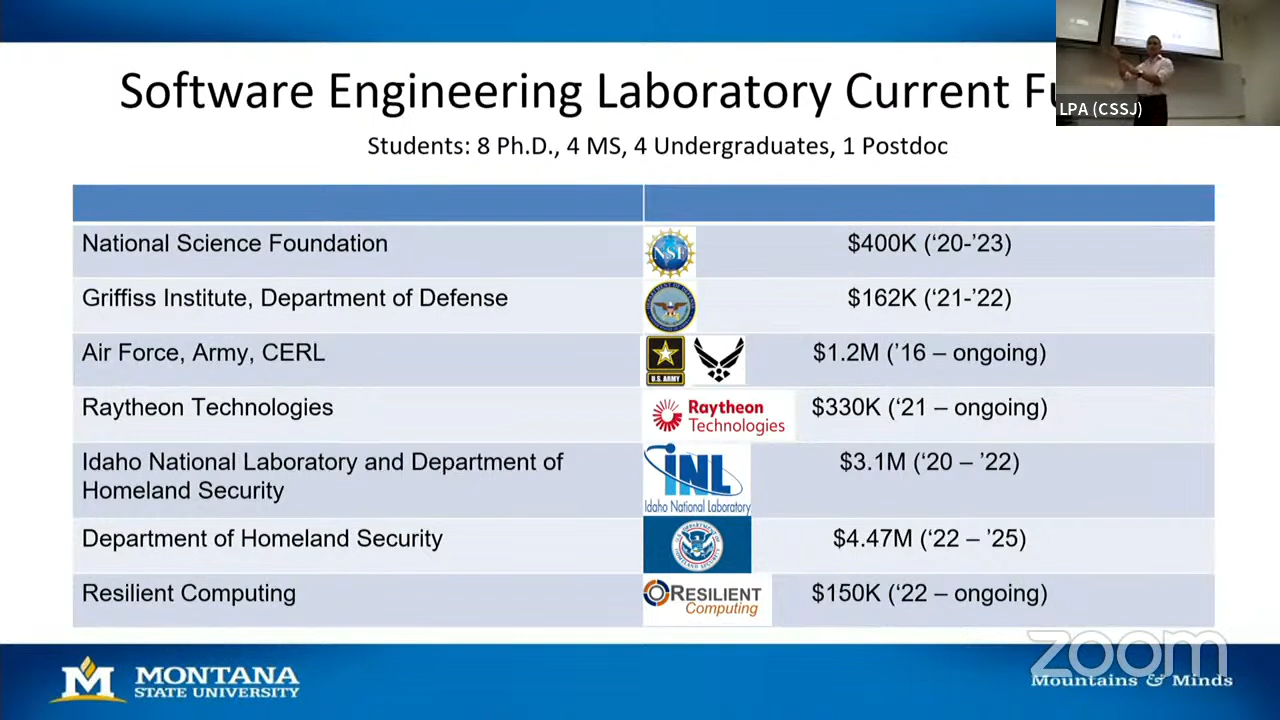 Software Engineering Laboratory Current Fu
LPA (CSSJ)
Students: 8 Ph.D., 4 MS, 4 Undergraduates, 1 Postdoc
National Science Foundation
NSF
$400K (‘20-’23)
Griffiss Institute, Department of Defense
$162K (‘21-’22)
Air Force, Army, CERL
U.S. ARMY
$1.2M (’16 – ongoing)
Raytheon Technologies
Raytheon
Technologies
$330K (‘21 – ongoing)
Idaho National Laboratory and Department of
Homeland Security
INL
Idaho National Laboratory
$3.1M (‘20 – ’22)
Department of Homeland Security
$4.47M (‘22 – ’25)
Resilient Computing
RESILIENT
Computing
$150K (‘22 – ongoing)
M
MONTANA
STATE UNIVERSITY
zoom
Mountains & Minds